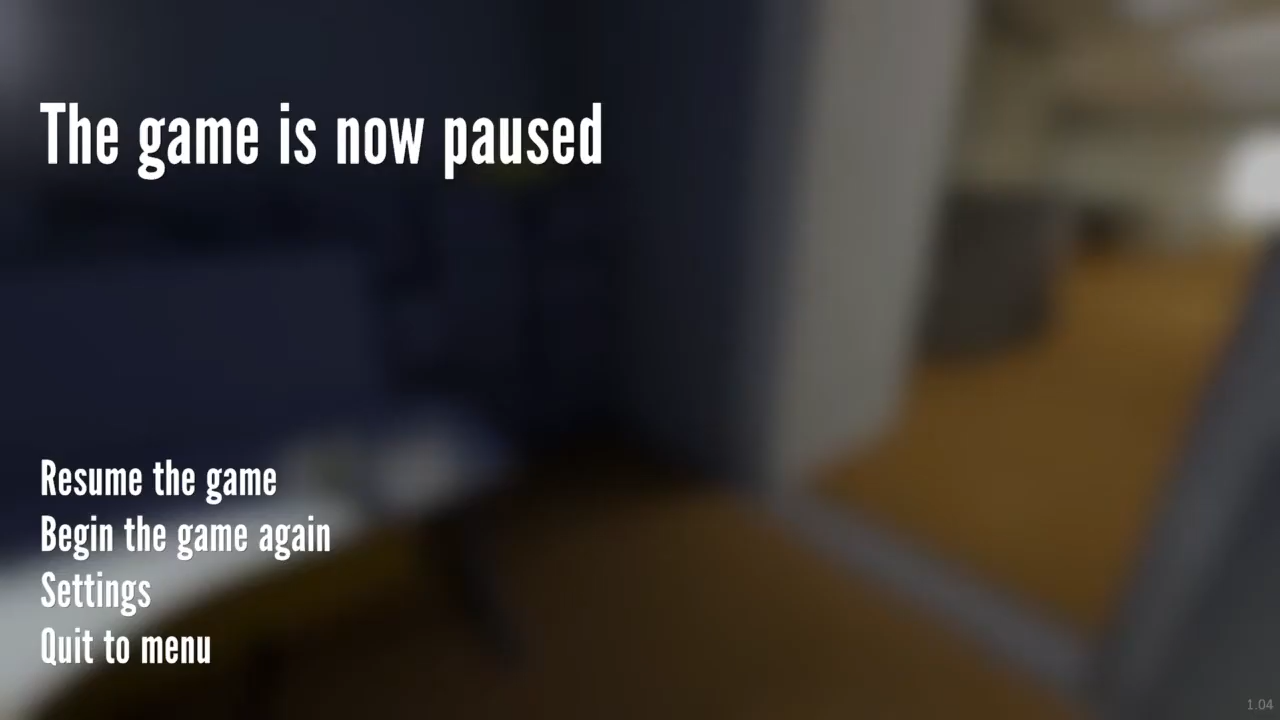 The game is now paused
Resume the game
Begin the game again
Settings
Quit to menu
1.04